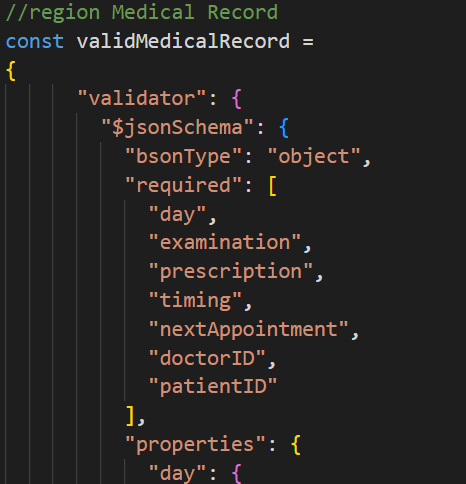 //region Medical Record
const validMedicalRecord =
{
"validator": {
"$jsonSchema": {
"bsonType": "object",
"required": [
"day",
"examination",
"prescription",
"timing",
"nextAppointment",
"doctorID",
"patientID"
],
"properties": {
"day": {